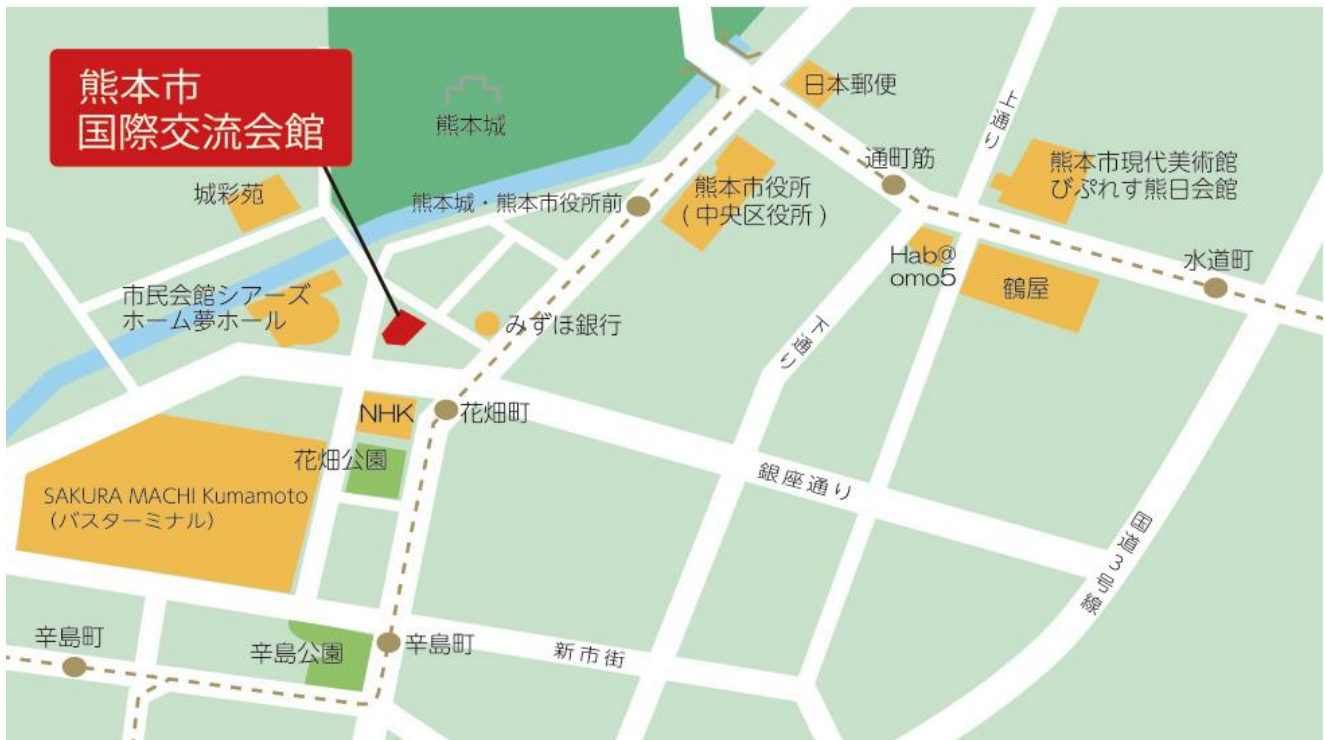 熊本市
国際交流会館
熊本城
日本郵便
上通り
通町筋
熊本市現代美術館
びぷれす熊日会館
城彩苑
熊本城・熊本市役所前
熊本市役所
(中央区役所)
Hab@
omo5
鶴屋
水道町
市民会館シアーズ
ホーム夢ホール
みずほ銀行
下通り
NHK
花畑町
花畑公園
銀座通り
SAKURA MACHI Kumamoto
(バスターミナル)
国道3号線
辛島町
辛島公園
辛島町
新市街